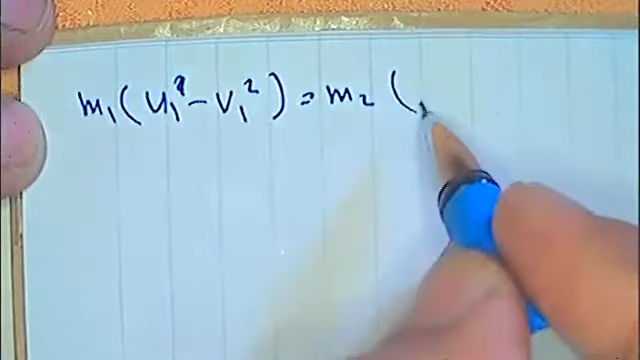 m₁(u₁² - v₁²) = m₂ (